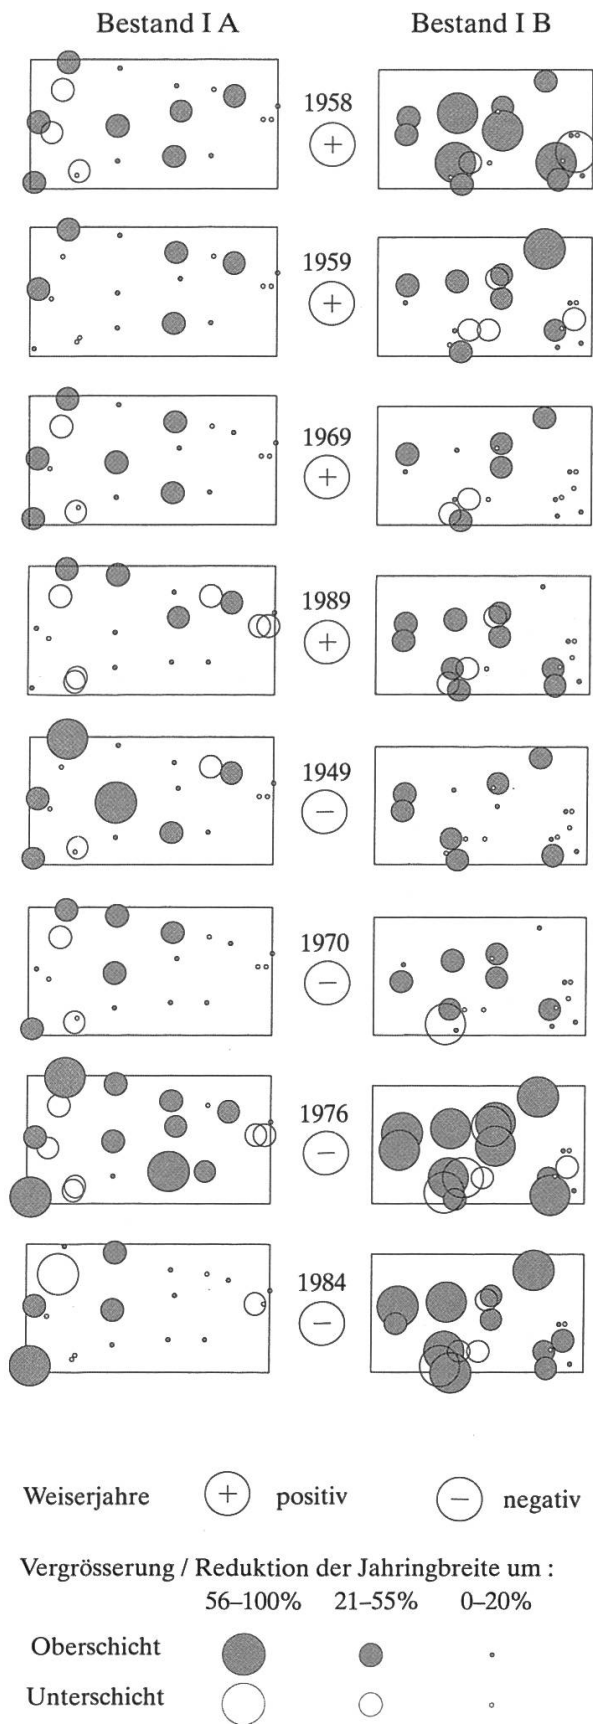 Bestand I A Bestand I B
1958
+
1959
+
1969
+
1989
+
1949
−
1970
−
1976
−
1984
−
Weiserjahre + positiv − negativ
Vergrösserung / Reduktion der Jahringbreite um :
56–100% 21–55% 0–20%
Oberschicht
Unterschicht